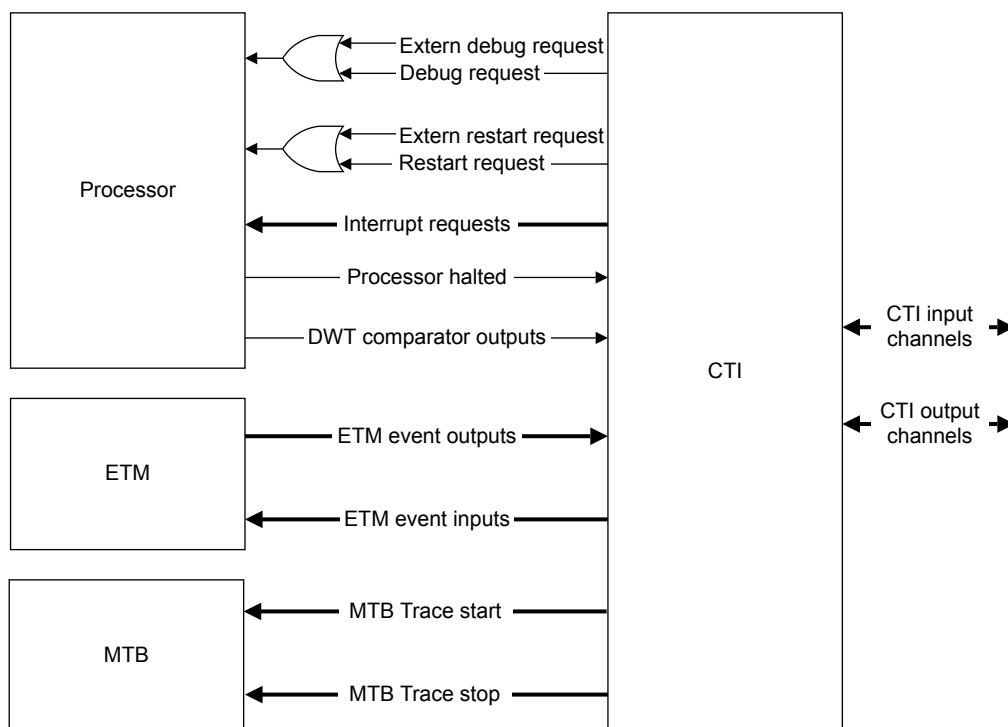 Extern debug request
Debug request
Extern restart request
Restart request
Processor
Interrupt requests
Processor halted
DWT comparator outputs
CTI
CTI input
channels
CTI output
channels
ETM event outputs
ETM
ETM event inputs
MTB Trace start
MTB
MTB Trace stop